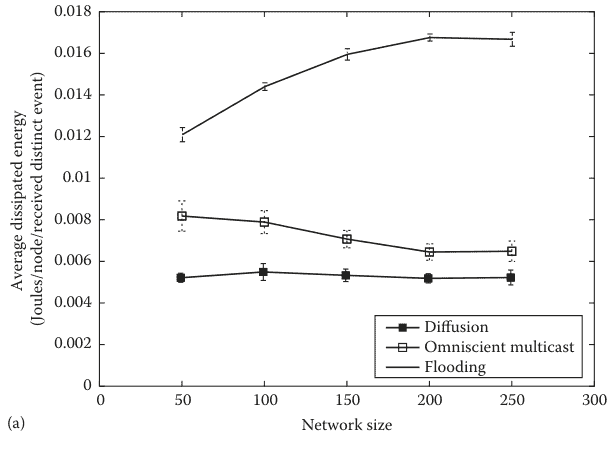 0.018
0.016
0.014
0.012
0.01
0.008
0.006
0.004
0.002
0
Average dissipated energy
(Joules/node/received distinct event)
Diffusion
Omniscient multicast
Flooding
0 50 100 150 200 250 300
(a) Network size